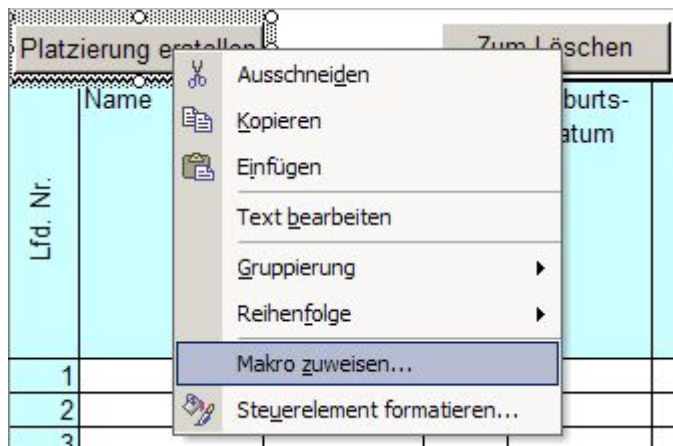 Platzierung erstellen
Zum Löschen
Name
burts-
atum
Lfd. Nr.
Ausschneiden
Kopieren
Einfügen
Text bearbeiten
Gruppierung
Reihenfolge
Makro zuweisen...
Steuerelement formatieren...
1
2
3